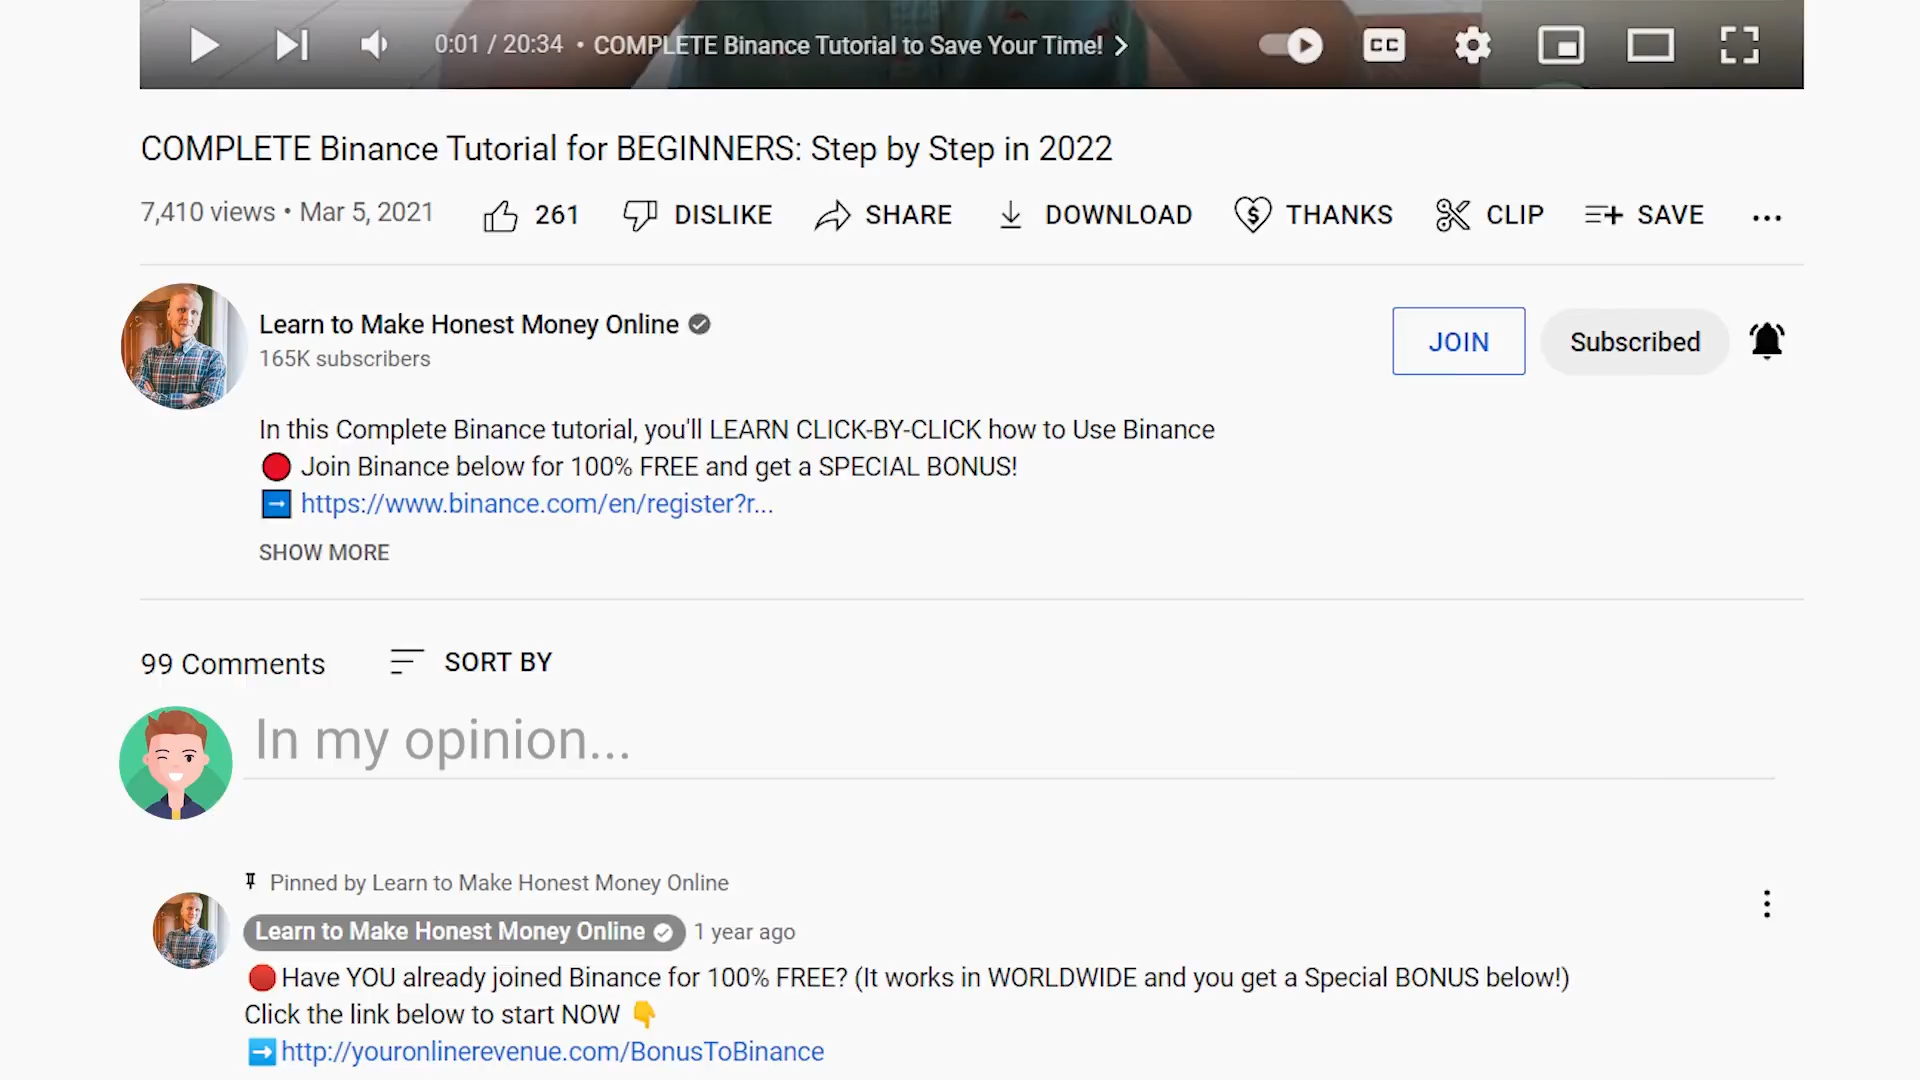 0:01 / 20:34 • COMPLETE Binance Tutorial to Save Your Time! >
CC
COMPLETE Binance Tutorial for BEGINNERS: Step by Step in 2022
7,410 views • Mar 5, 2021 261 DISLIKE SHARE DOWNLOAD THANKS CLIP SAVE ...
Learn to Make Honest Money Online
165K subscribers
JOIN Subscribed
In this Complete Binance tutorial, you'll LEARN CLICK-BY-CLICK how to Use Binance
🔴 Join Binance below for 100% FREE and get a SPECIAL BONUS!
➡️ https://www.binance.com/en/register?r...
SHOW MORE
99 Comments SORT BY
In my opinion...
Pinned by Learn to Make Honest Money Online
Learn to Make Honest Money Online 1 year ago
🔴Have YOU already joined Binance for 100% FREE? (It works in WORLDWIDE and you get a Special BONUS below!)
Click the link below to start NOW 👇
➡️http://youronlinerevenue.com/BonusToBinance